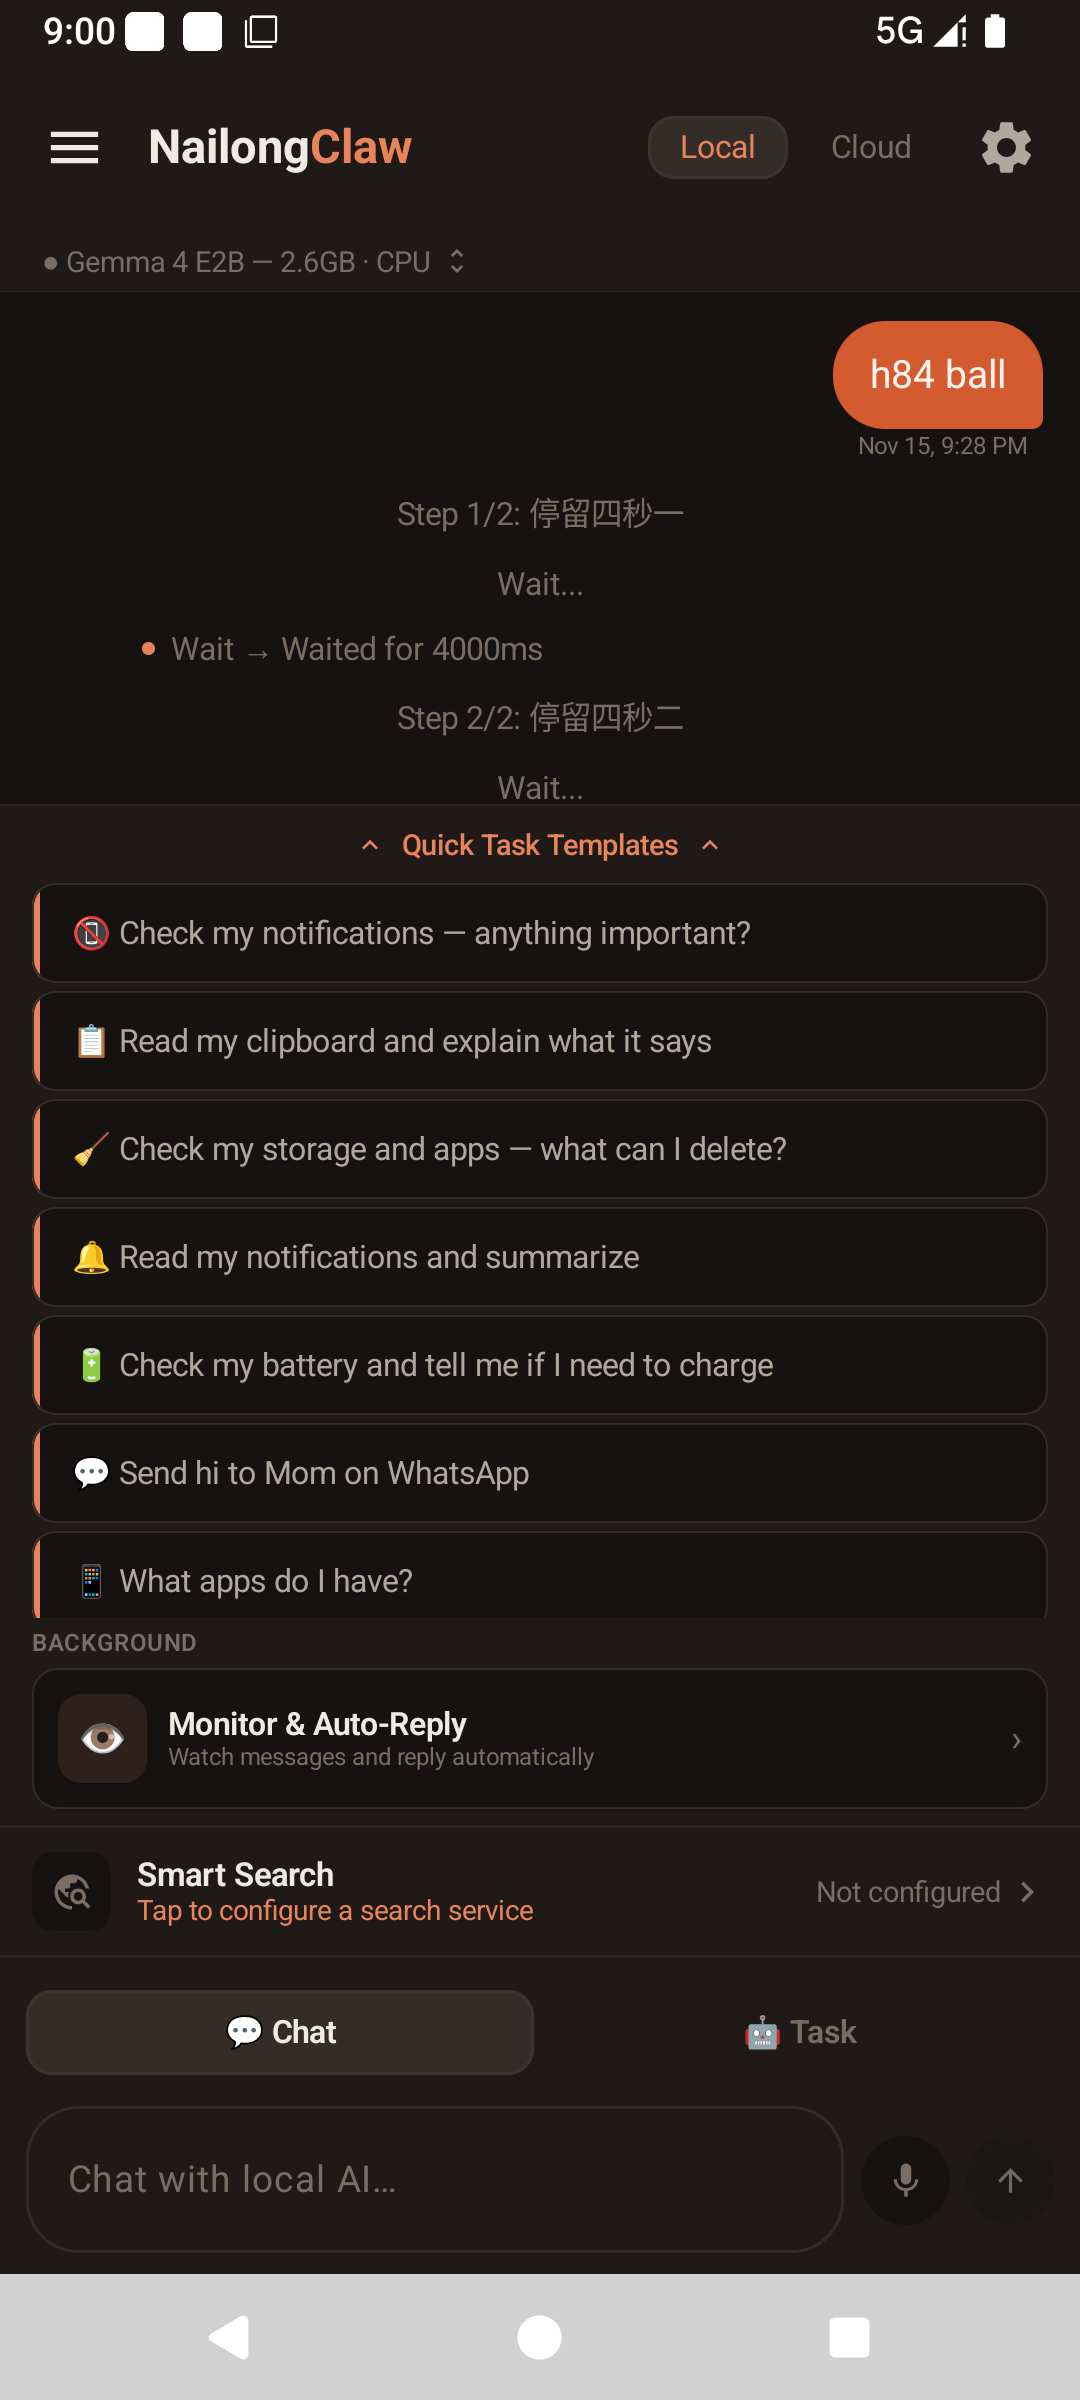 9:00
5G
NailongClaw
Local
Cloud
Gemma 4 E2B — 2.6GB · CPU
h84 ball
Nov 15, 9:28 PM
Step 1/2: 停留四秒一
Wait...
Wait → Waited for 4000ms
Step 2/2: 停留四秒二
Wait...
Quick Task Templates
Check my notifications — anything important?
Read my clipboard and explain what it says
Check my storage and apps — what can I delete?
Read my notifications and summarize
Check my battery and tell me if I need to charge
Send hi to Mom on WhatsApp
What apps do I have?
BACKGROUND
Monitor & Auto-Reply
Watch messages and reply automatically
Smart Search
Tap to configure a search service
Not configured
Chat
Task
Chat with local AI…